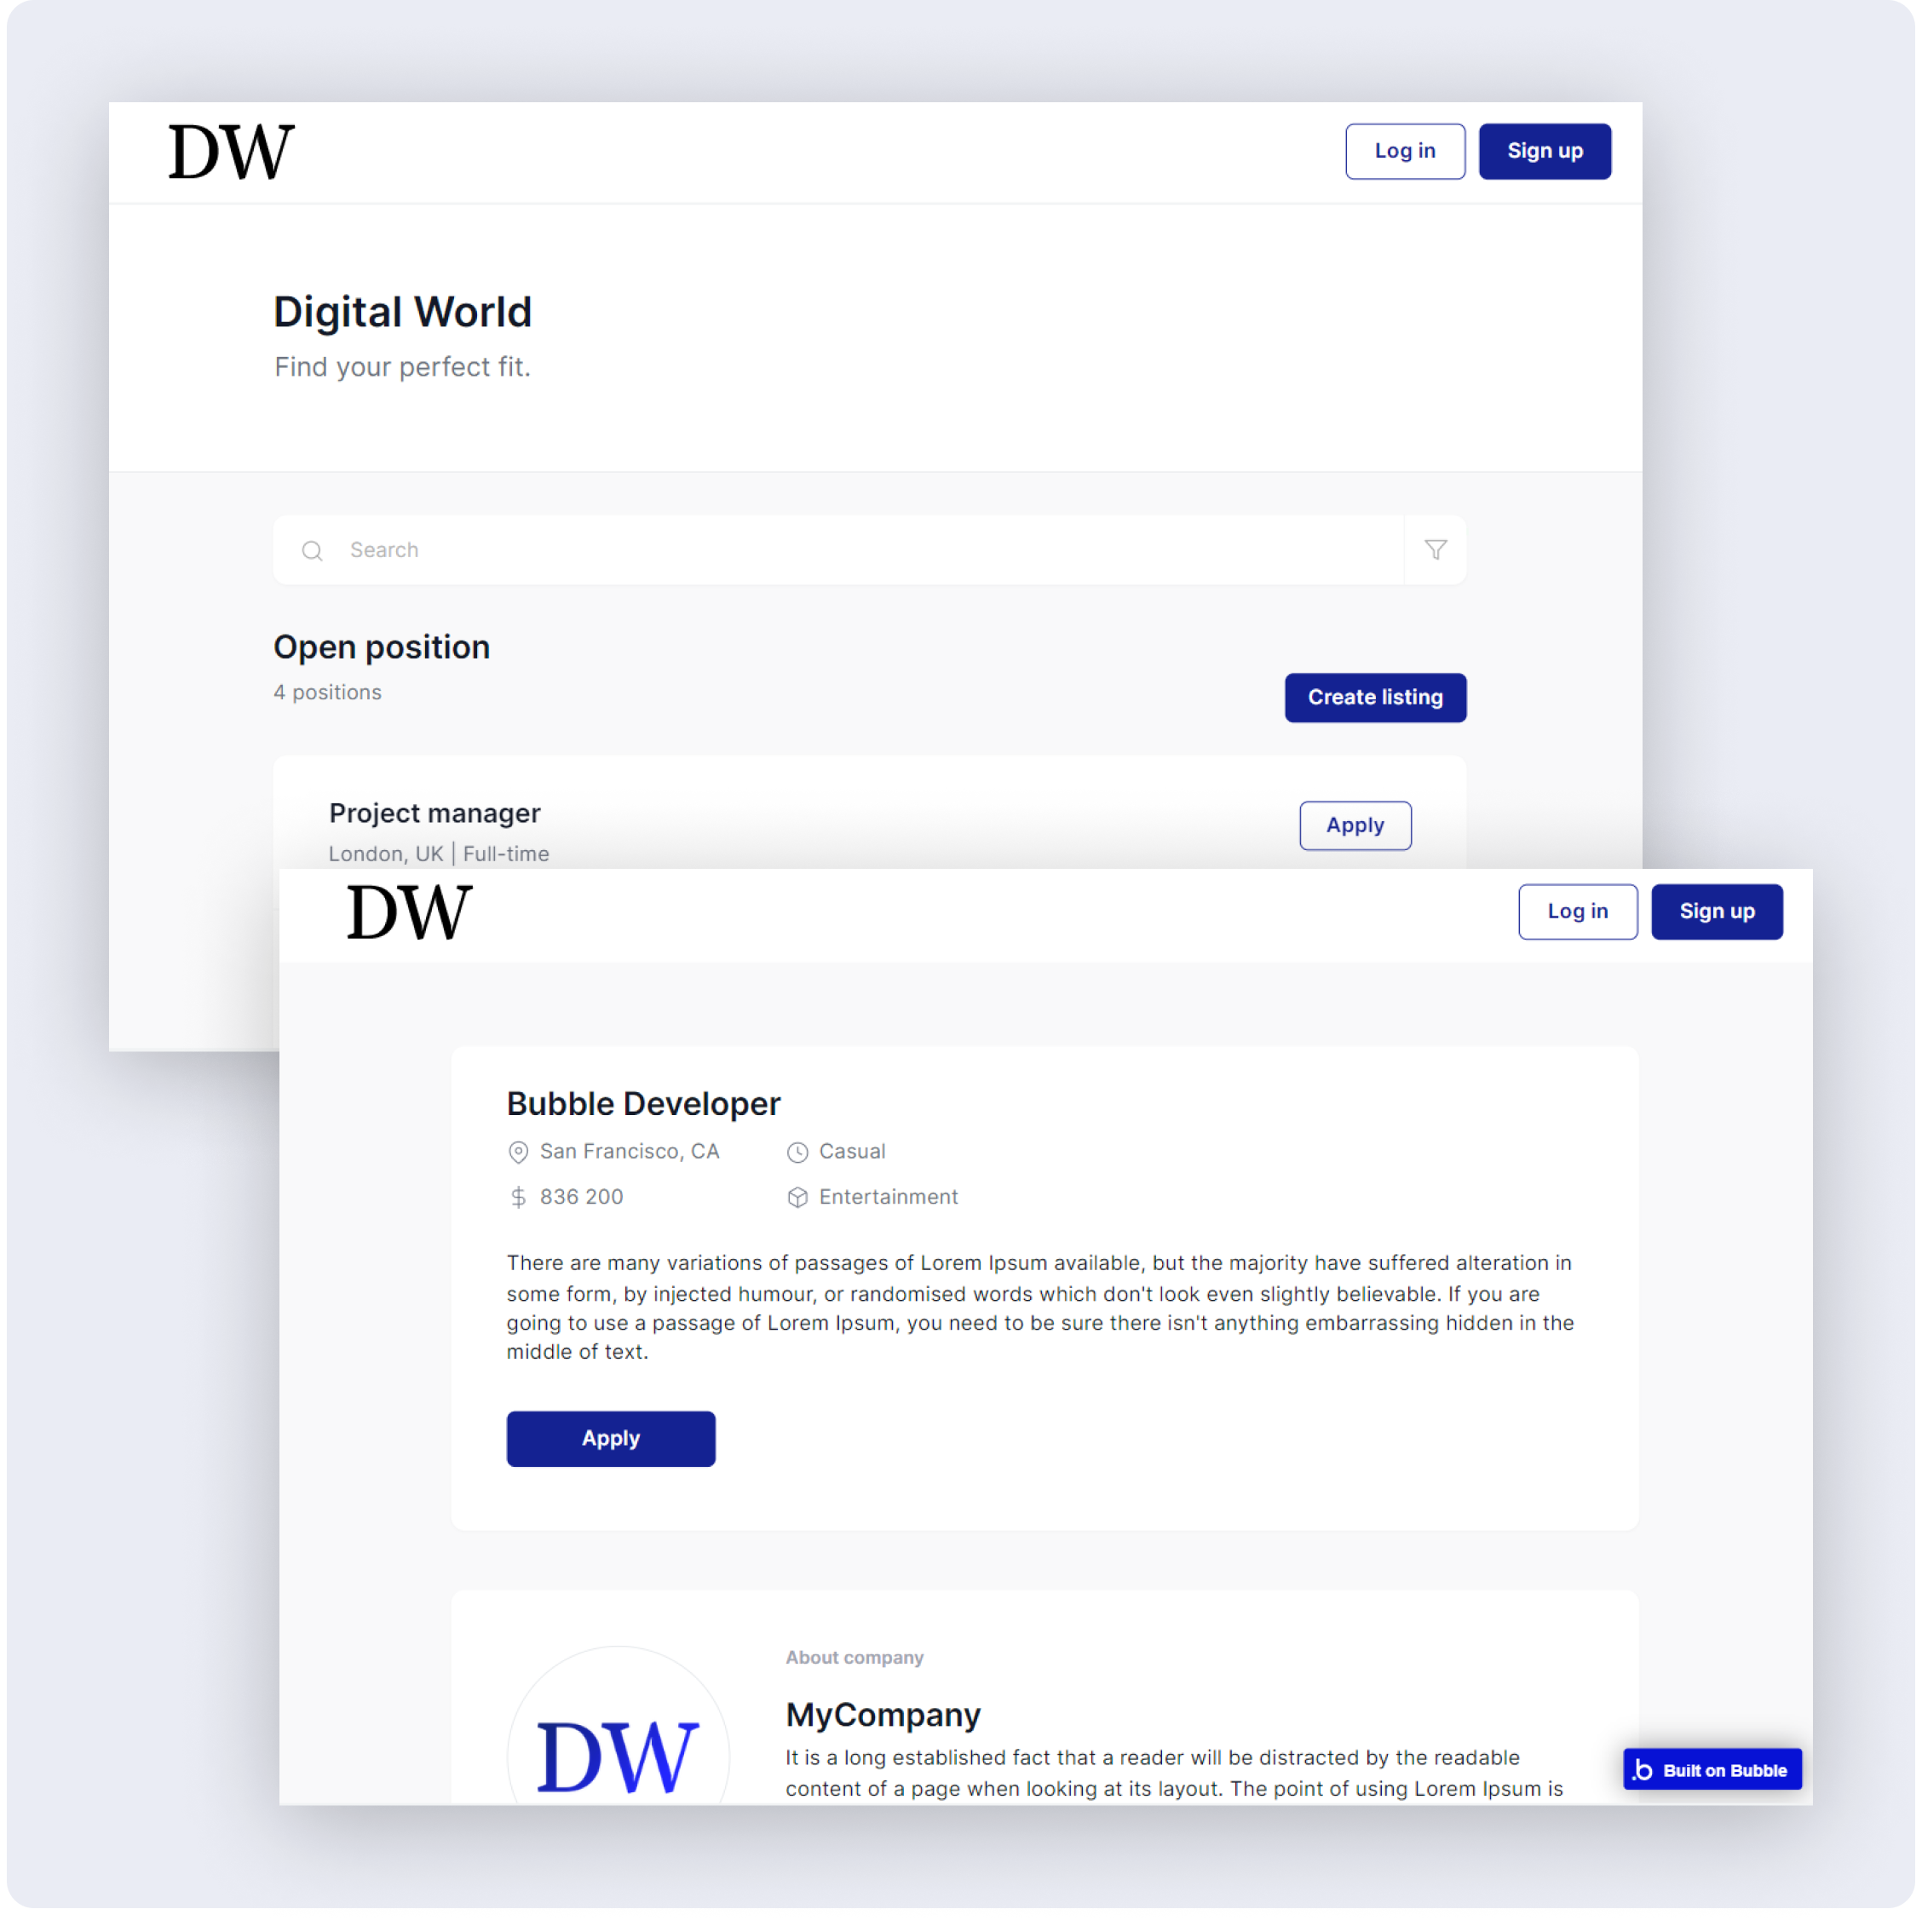 DW
Log in
Sign up
Digital World
Find your perfect fit.
Search
Open position
4 positions
Create listing
Project manager
Apply
London, UK | Full-time
DW
Log in
Sign up
Bubble Developer
San Francisco, CA
Casual
$ 836 200
Entertainment
There are many variations of passages of Lorem Ipsum available, but the majority have suffered alteration in
some form, by injected humour, or randomised words which don't look even slightly believable. If you are
going to use a passage of Lorem Ipsum, you need to be sure there isn't anything embarrassing hidden in the
middle of text.
Apply
About company
DW
MyCompany
It is a long established fact that a reader will be distracted by the readable
content of a page when looking at its layout. The point of using Lorem Ipsum is
.b Built on Bubble